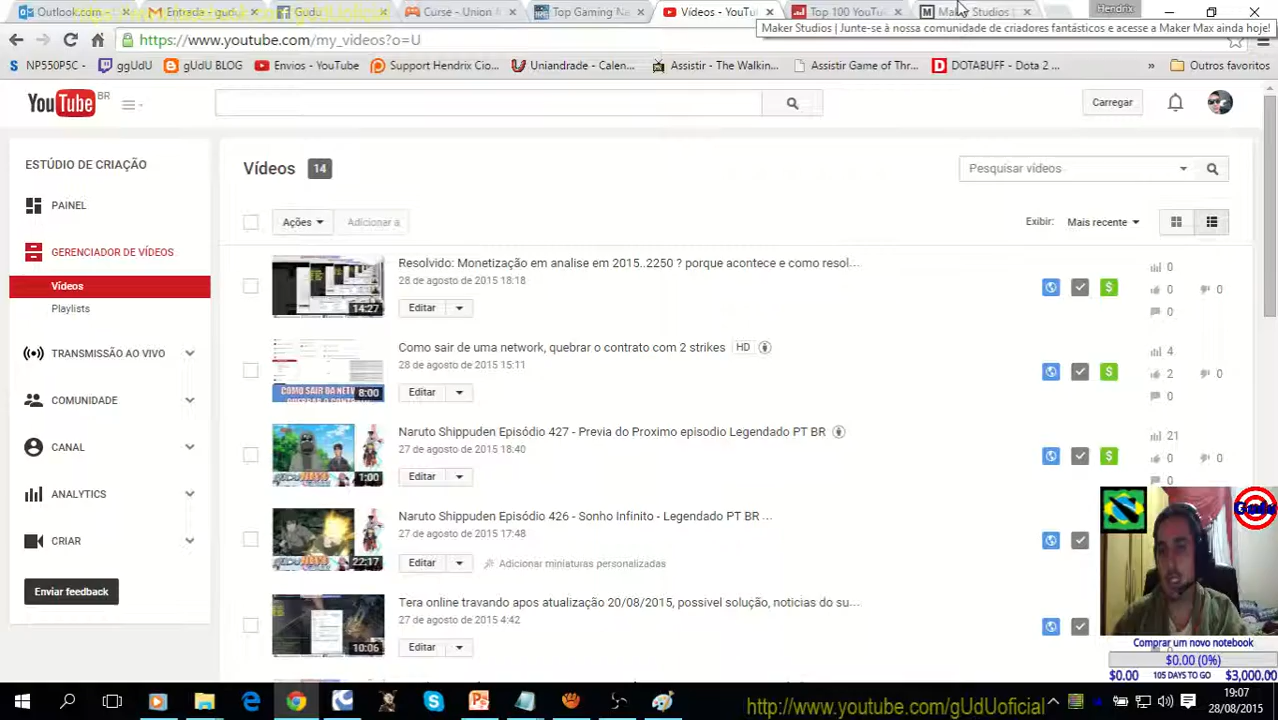 Outlook.com
Entrada - gudu
Gudu
Curse - Union
Top Gaming N
Vídeos - YouTu
Top 100 YouTu
Maker Studios
Hendrix
https://www.youtube.com/my_videos?o=U
Maker Studios | Junte-se à nossa comunidade de criadores fantásticos e acesse a Maker Max ainda hoje!
NP550P5C
ggUdU
gUdU BLOG
Envios - YouTube
Support Hendrix Cio...
Uniandrade - Calen...
Assistir - The Walkin...
Assistir Game of Thr...
DOTABUFF - Dota 2 ...
»
Outros favoritos
YouTube BR
Carregar
ESTÚDIO DE CRIAÇÃO
PAINEL
GERENCIADOR DE VÍDEOS
Vídeos
Playlists
TRANSMISSÃO AO VIVO
COMUNIDADE
CANAL
ANALYTICS
CRIAR
Enviar feedback
Vídeos 14
Pesquisar vídeos
Ações
Adicionar a
Exibir:
Mais recente
Resolvido: Monetização em analise em 2015..2250 ? porque acontece e como resol...
28 de agosto de 2015 18:18
Editar
14:27
0
0
0
0
Como sair de uma network, quebrar o contrato com 2 strikes HD
28 de agosto de 2015 15:11
Editar
8:00
4
2
0
0
Naruto Shippuden Episódio 427 - Previa do Proximo episodio Legendado PT BR
27 de agosto de 2015 18:40
Editar
1:00
21
0
0
0
Naruto Shippuden Episódio 426 - Sonho Infinito - Legendado PT BR ...
27 de agosto de 2015 17:48
Editar
Adicionar miniaturas personalizadas
22:17
Tera online travando apos atualização 20/08/2015, possivel solução, noticias do su...
27 de agosto de 2015 4:42
Editar
10:06
Gudu
Comprar um novo notebook
$0.00 (0%)
$0.00
105 DAYS TO GO
$3,000.00
http://www.youtube.com/gUdUoficial
19:07
28/08/2015